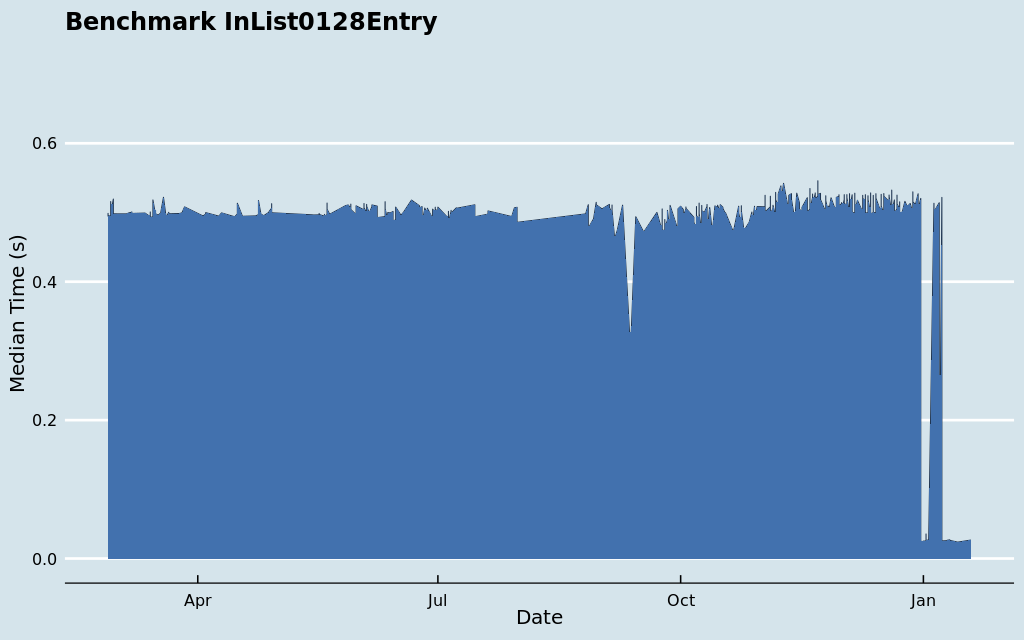 Benchmark InList0128Entry
0.6
0.4
0.2
0.0
Median Time (s)
Apr
Jul
Oct
Jan
Date